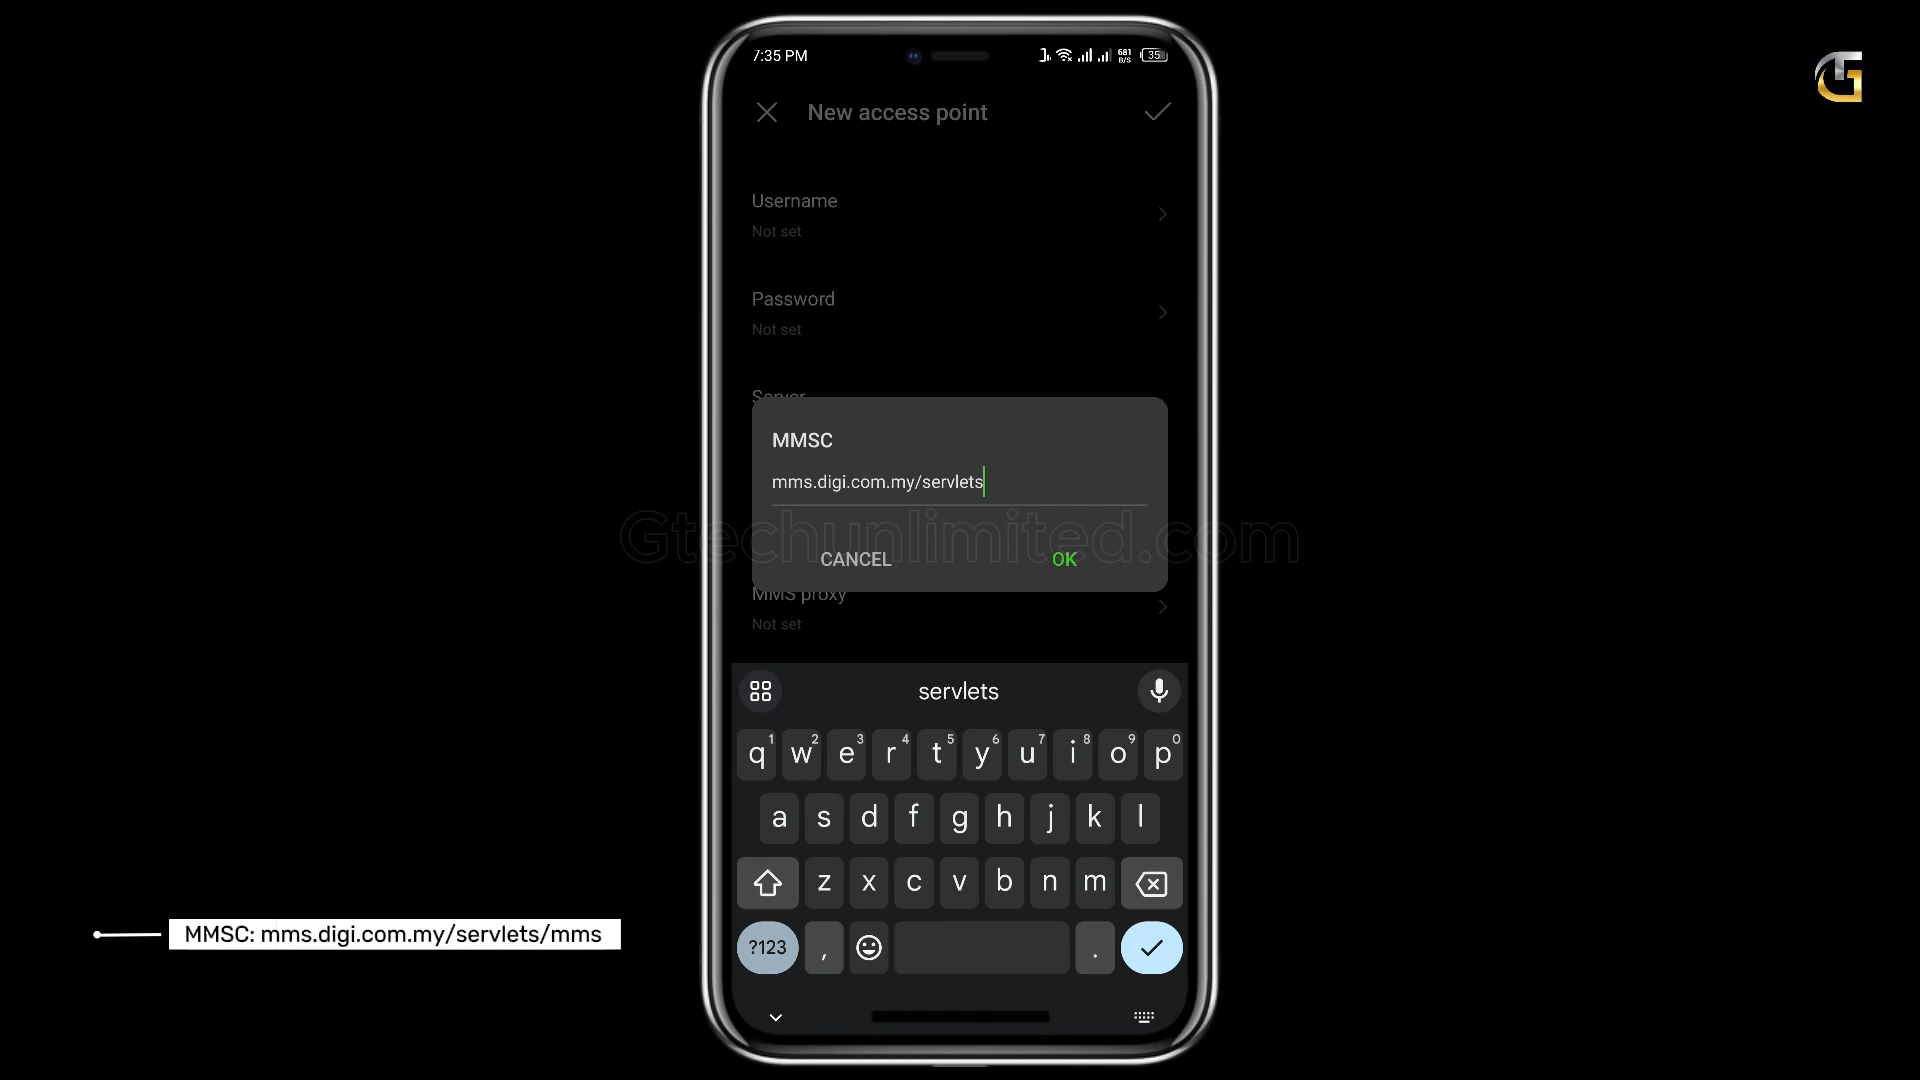 7:35 PM
681
B/S
35
New access point
Username
Not set
Password
Not set
Server
MMSC
mms.digi.com.my/servlets
Gtechunlimited.com
CANCEL
OK
MMS proxy
Not set
servlets
q1 w2 e3 r4 t5 y6 u7 i8 o9 p0
a s d f g h j k l
z x c v b n m
?123 , .
MMSC: mms.digi.com.my/servlets/mms